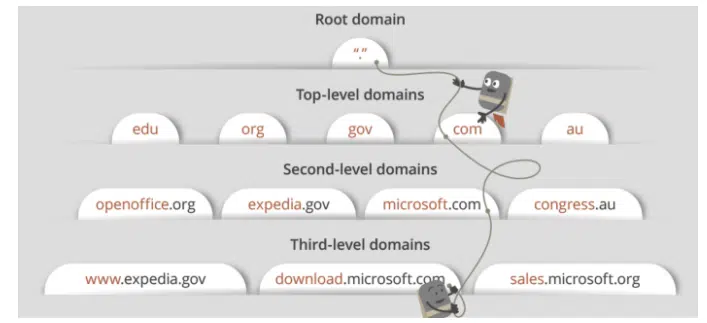 Root domain
"."
Top-level domains
edu org gov com au
Second-level domains
openoffice.org expedia.gov microsoft.com congress.au
Third-level domains
www.expedia.gov download.microsoft.com sales.microsoft.org